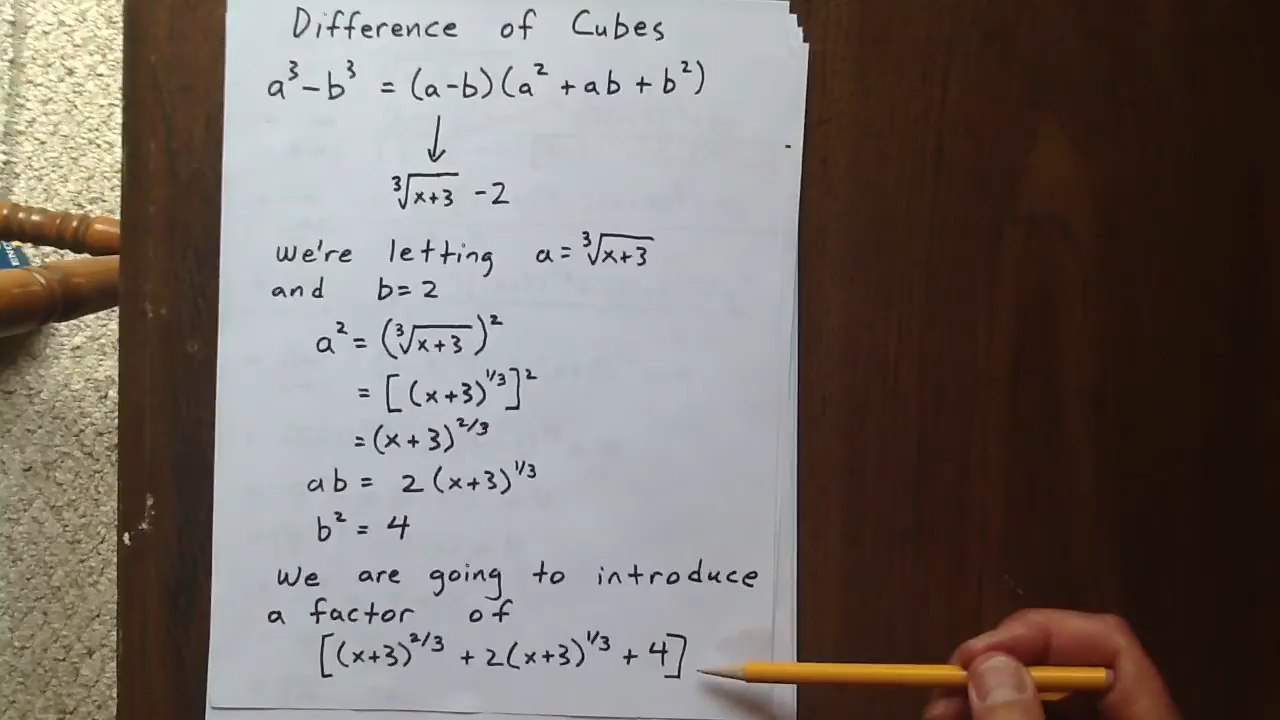 Difference of Cubes
a³ - b³ = (a-b)(a² + ab + b²)
↓
∛(x+3) - 2
We're letting a = ∛(x+3)
and b = 2
a² = (∛(x+3))²
= [(x+3)^(1/3)]²
= (x+3)^(2/3)
ab = 2(x+3)^(1/3)
b² = 4
We are going to introduce
a factor of
[(x+3)^(2/3) + 2(x+3)^(1/3) + 4]